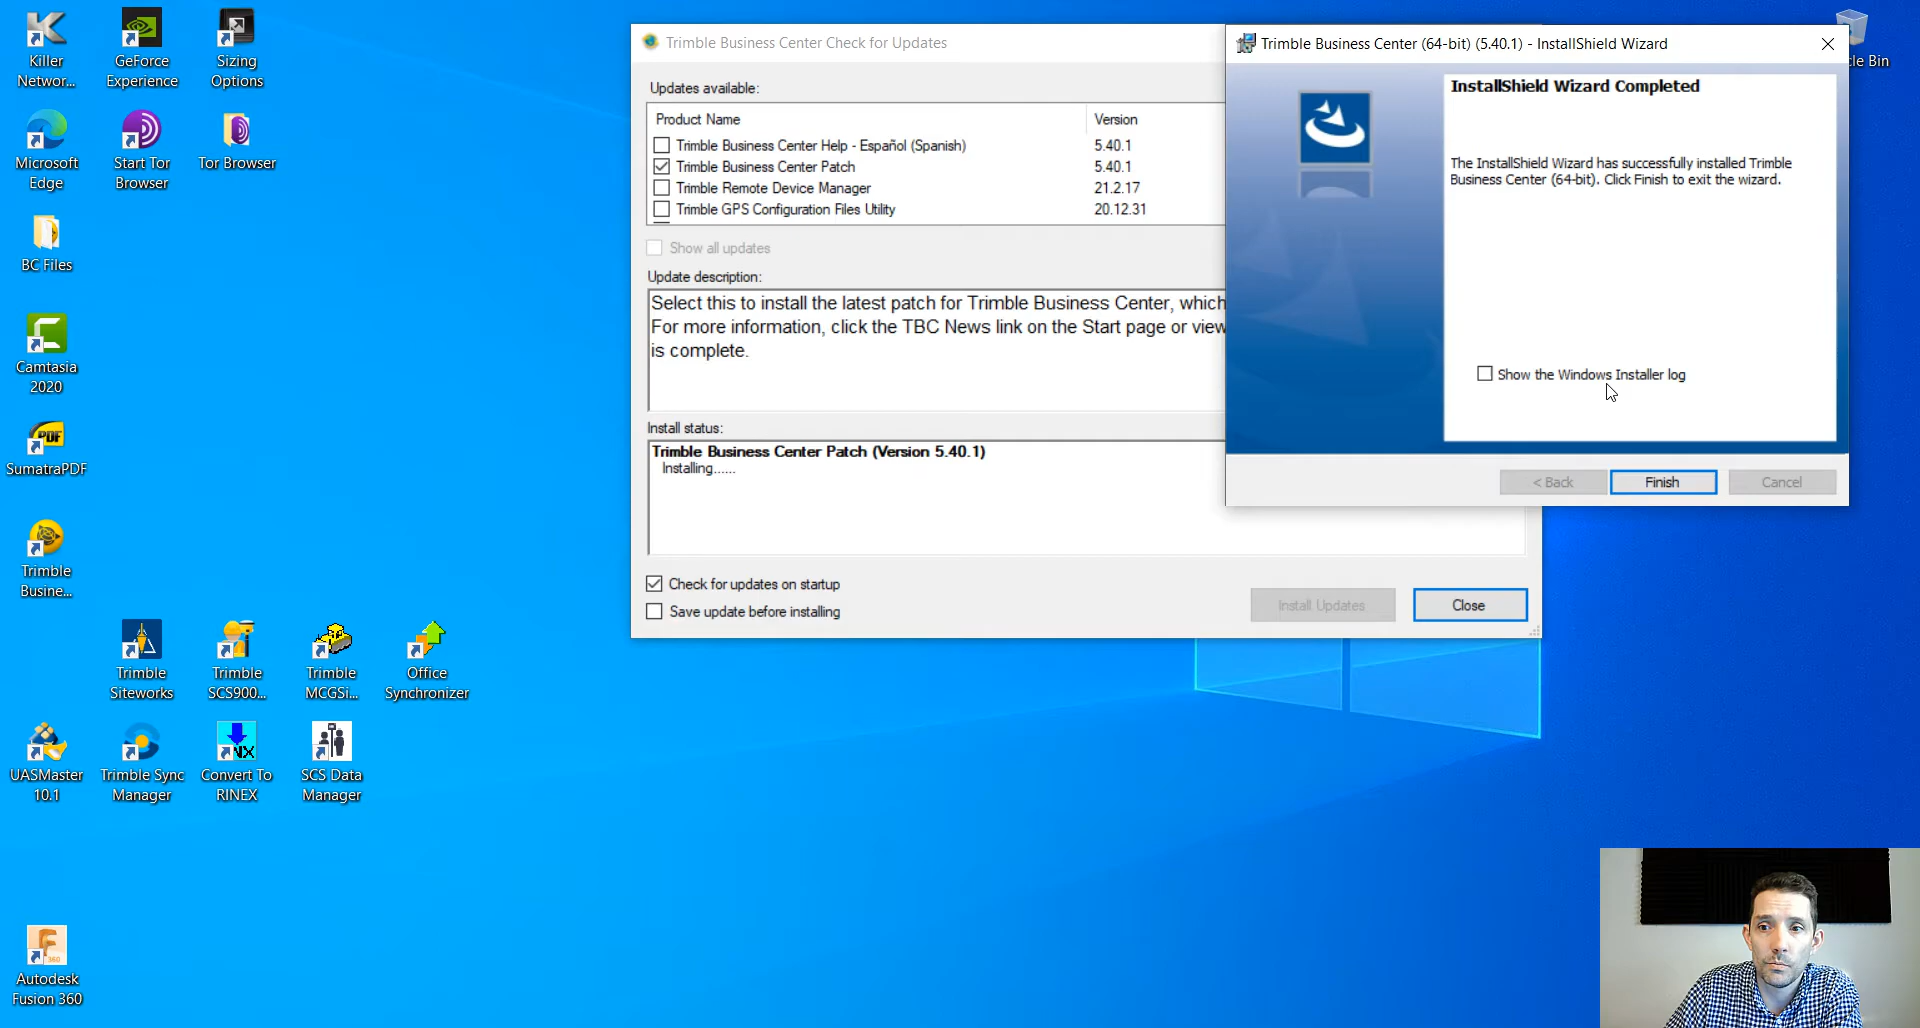 Killer
Networ...
GeForce
Experience
Sizing
Options
Microsoft
Edge
Start Tor
Browser
Tor Browser
BC Files
Camtasia
2020
PDF
SumatraPDF
Trimble
Busine...
Trimble
Siteworks
Trimble
SCS900...
Trimble
MCGSi...
Office
Synchronizer
UASMaster
10.1
Trimble Sync
Manager
NX
Convert To
RINEX
SCS Data
Manager
F
360
Autodesk
Fusion 360
Trimble Business Center Check for Updates
Updates available:
Product Name
Version
Trimble Business Center Help - Español (Spanish)
5.40.1
Trimble Business Center Patch
5.40.1
Trimble Remote Device Manager
21.2.17
Trimble GPS Configuration Files Utility
20.12.31
Show all updates
Update description:
Select this to install the latest patch for Trimble Business Center, which
For more information, click the TBC News link on the Start page or view
is complete.
Install status:
Trimble Business Center Patch (Version 5.40.1)
Installing......
Check for updates on startup
Save update before installing
Install Updates
Close
Trimble Business Center (64-bit) (5.40.1) - InstallShield Wizard
InstallShield Wizard Completed
The InstallShield Wizard has successfully installed Trimble
Business Center (64-bit). Click Finish to exit the wizard.
Show the Windows Installer log
< Back
Finish
Cancel
cle Bin